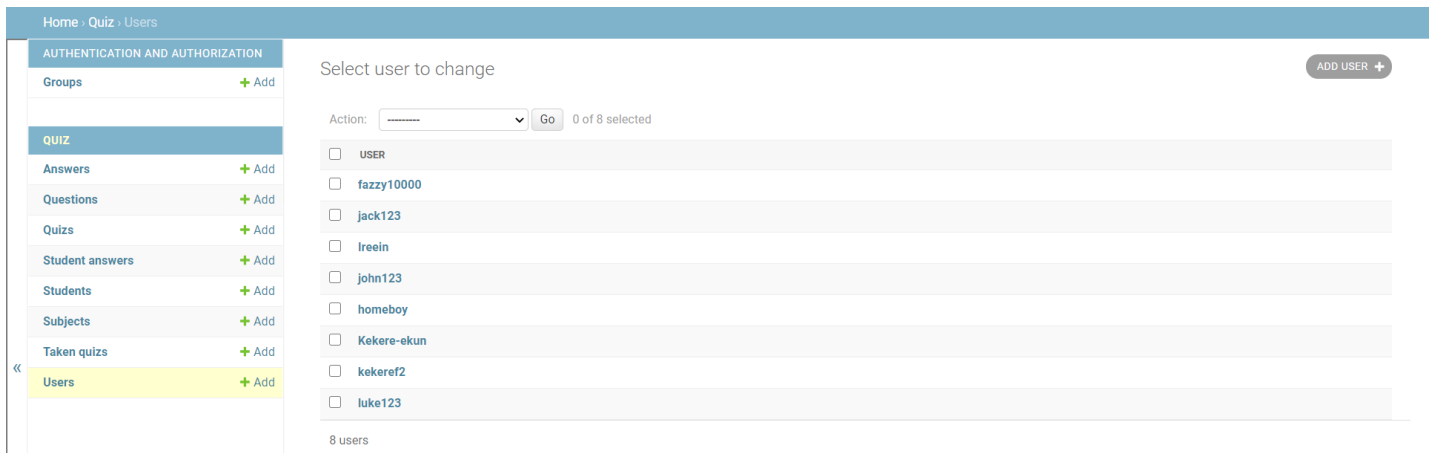 Home › Quiz › Users
AUTHENTICATION AND AUTHORIZATION
Groups + Add
QUIZ
Answers + Add
Questions + Add
Quizs + Add
Student answers + Add
Students + Add
Subjects + Add
Taken quizs + Add
Users + Add
«
Select user to change
ADD USER +
Action: --------- Go 0 of 8 selected
USER
fazzy10000
jack123
Ireein
john123
homeboy
Kekere-ekun
kekeref2
luke123
8 users